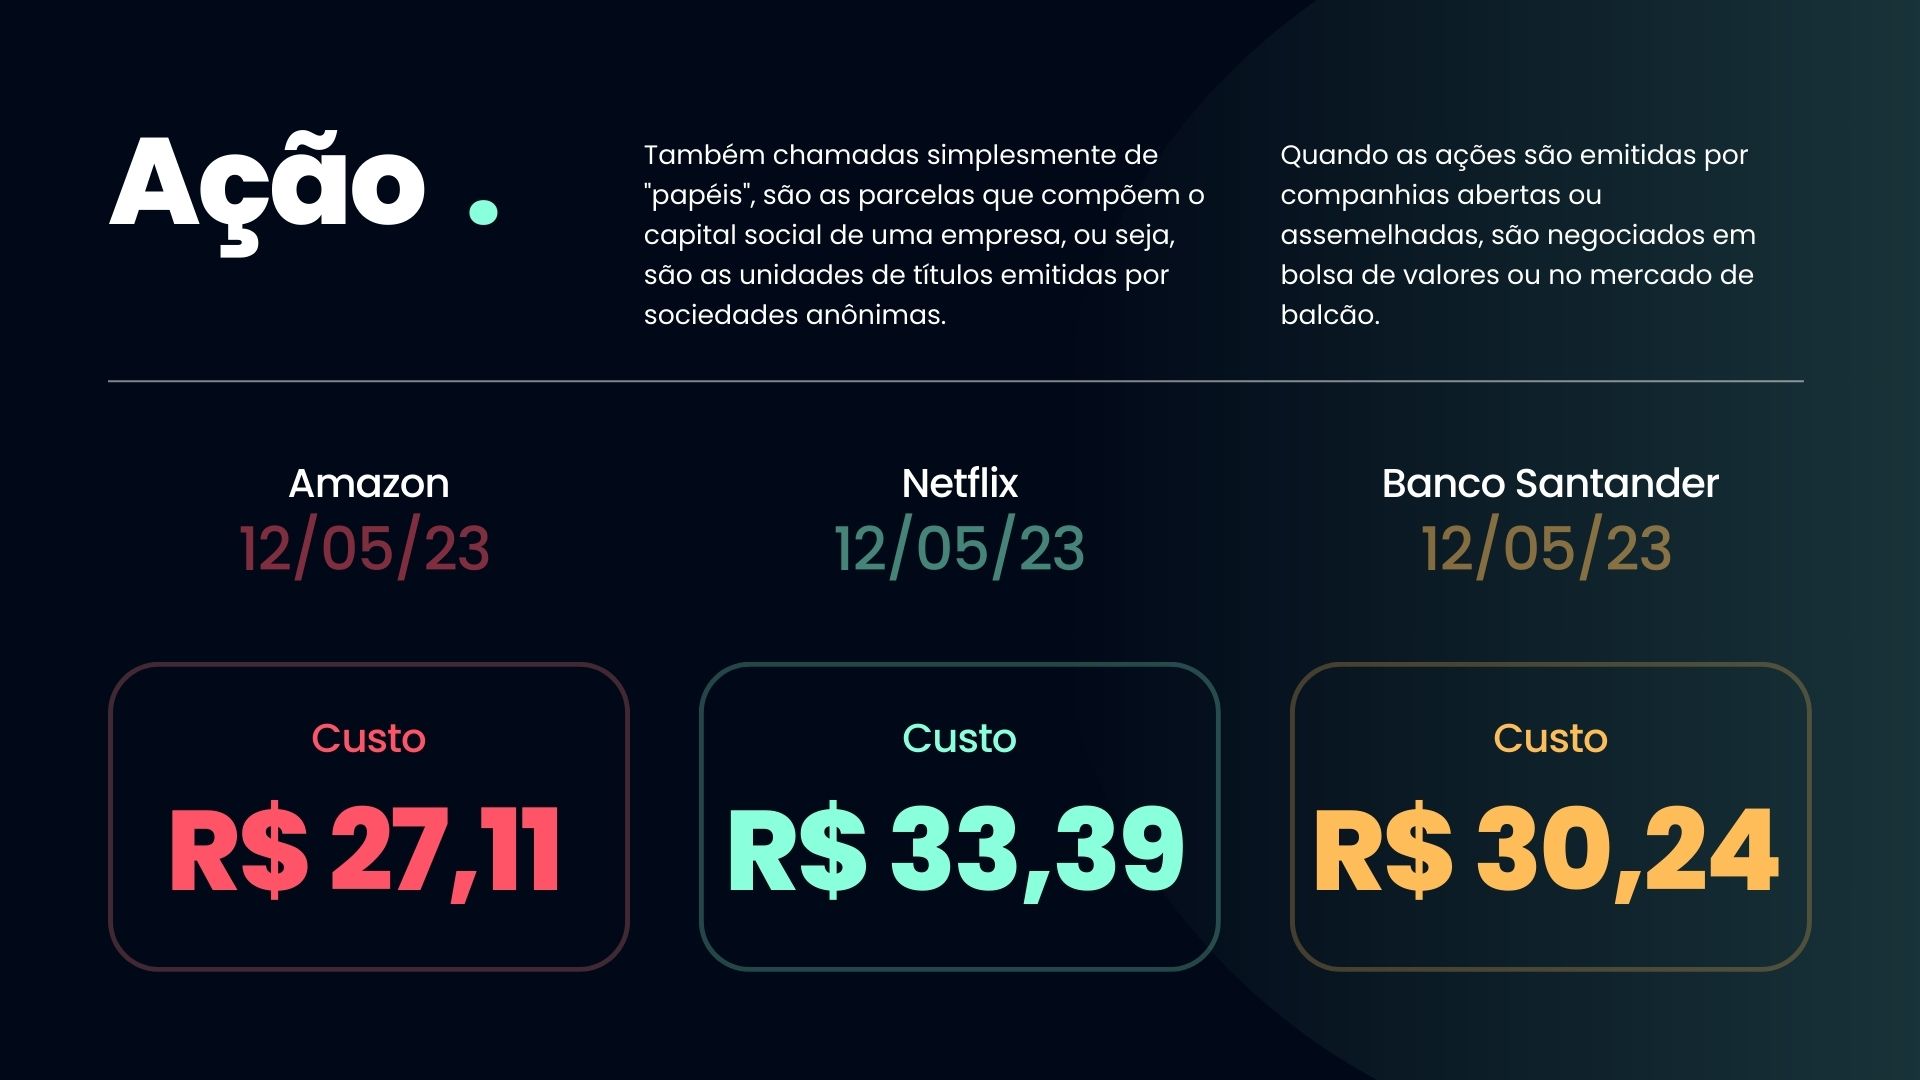 Ação .
Também chamadas simplesmente de
"papéis", são as parcelas que compõem o
capital social de uma empresa, ou seja,
são as unidades de títulos emitidas por
sociedades anônimas.
Quando as ações são emitidas por
companhias abertas ou
assemelhadas, são negociados em
bolsa de valores ou no mercado de
balcão.
Amazon
12/05/23
Custo
R$ 27,11
Netflix
12/05/23
Custo
R$ 33,39
Banco Santander
12/05/23
Custo
R$ 30,24